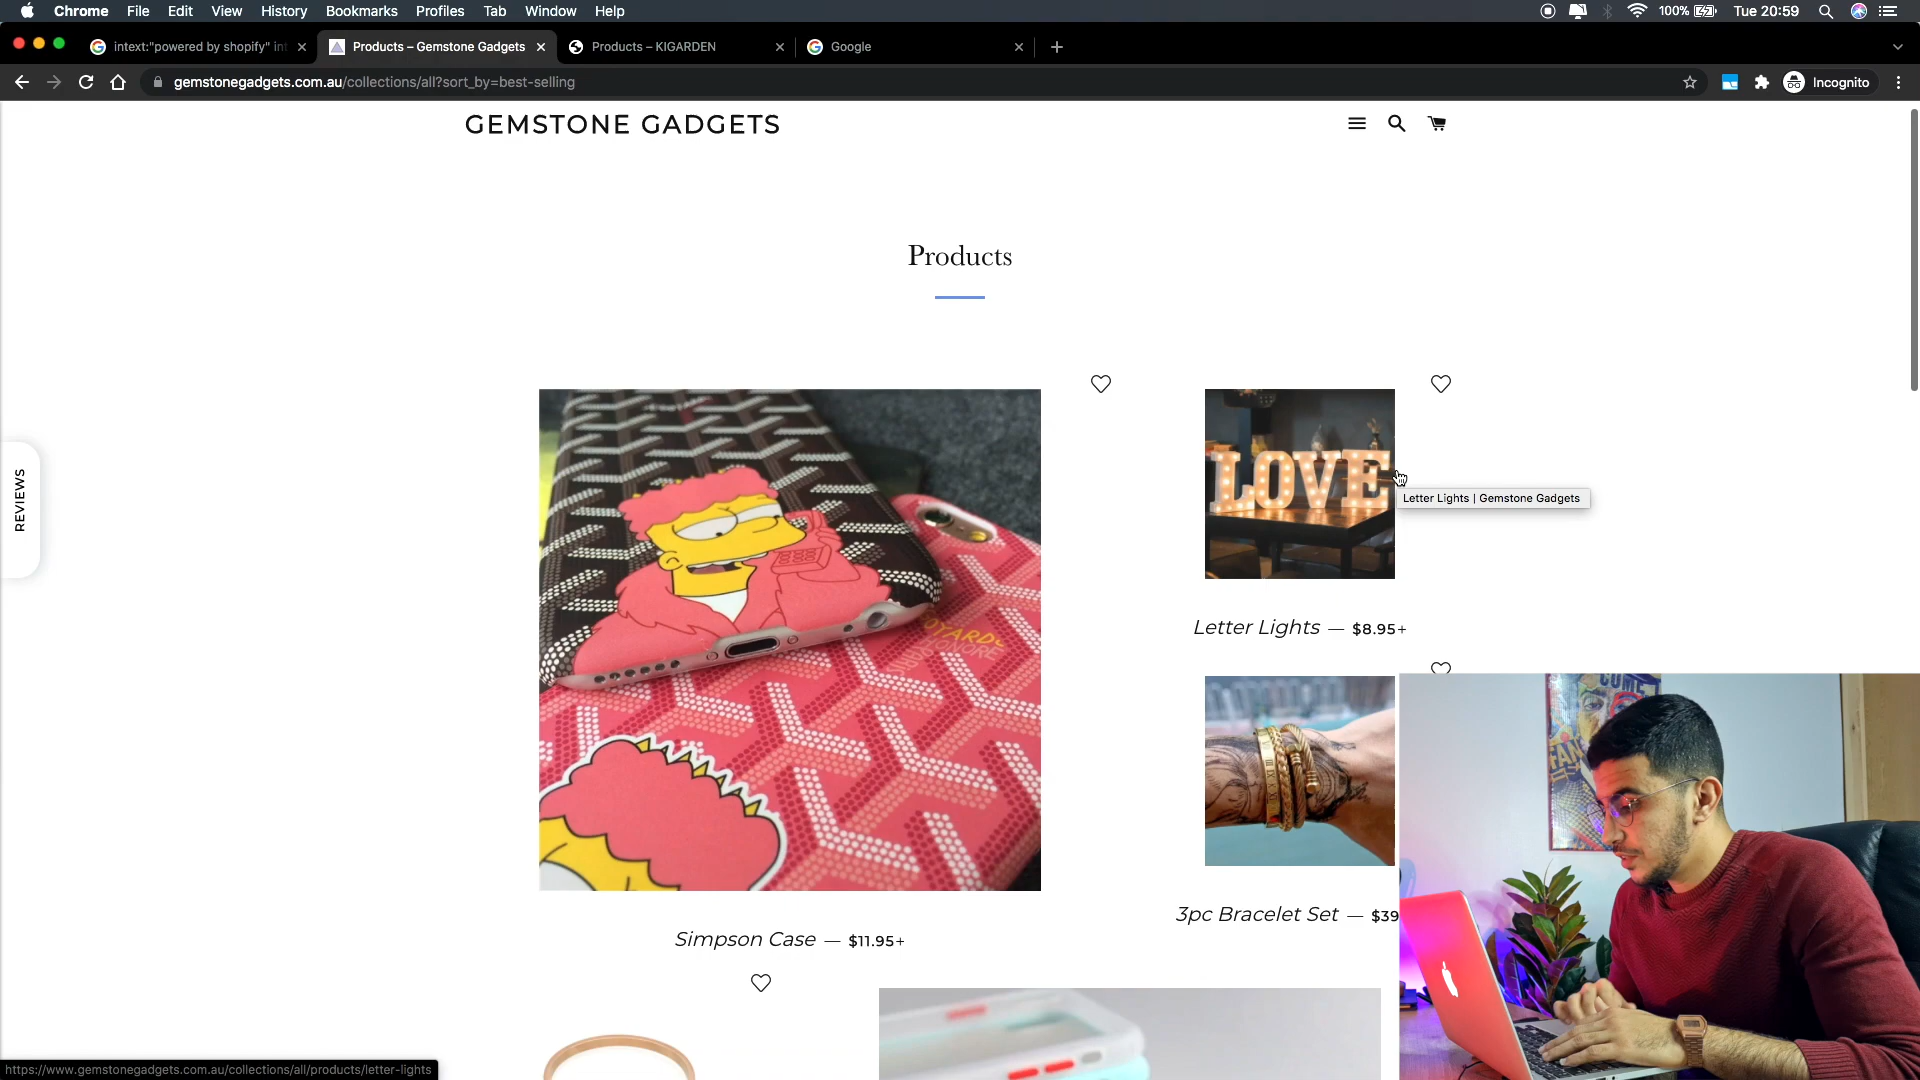 Chrome File Edit View History Bookmarks Profiles Tab Window Help 100% Tue 20:59
intext:"powered by shopify" int Products – Gemstone Gadgets Products – KIGARDEN Google
gemstonegadgets.com.au/collections/all?sort_by=best-selling Incognito
GEMSTONE GADGETS
Products
REVIEWS
LOVE
Letter Lights | Gemstone Gadgets
Letter Lights — $8.95+
3pc Bracelet Set — $39
Simpson Case — $11.95+
https://www.gemstonegadgets.com.au/collections/all/products/letter-lights